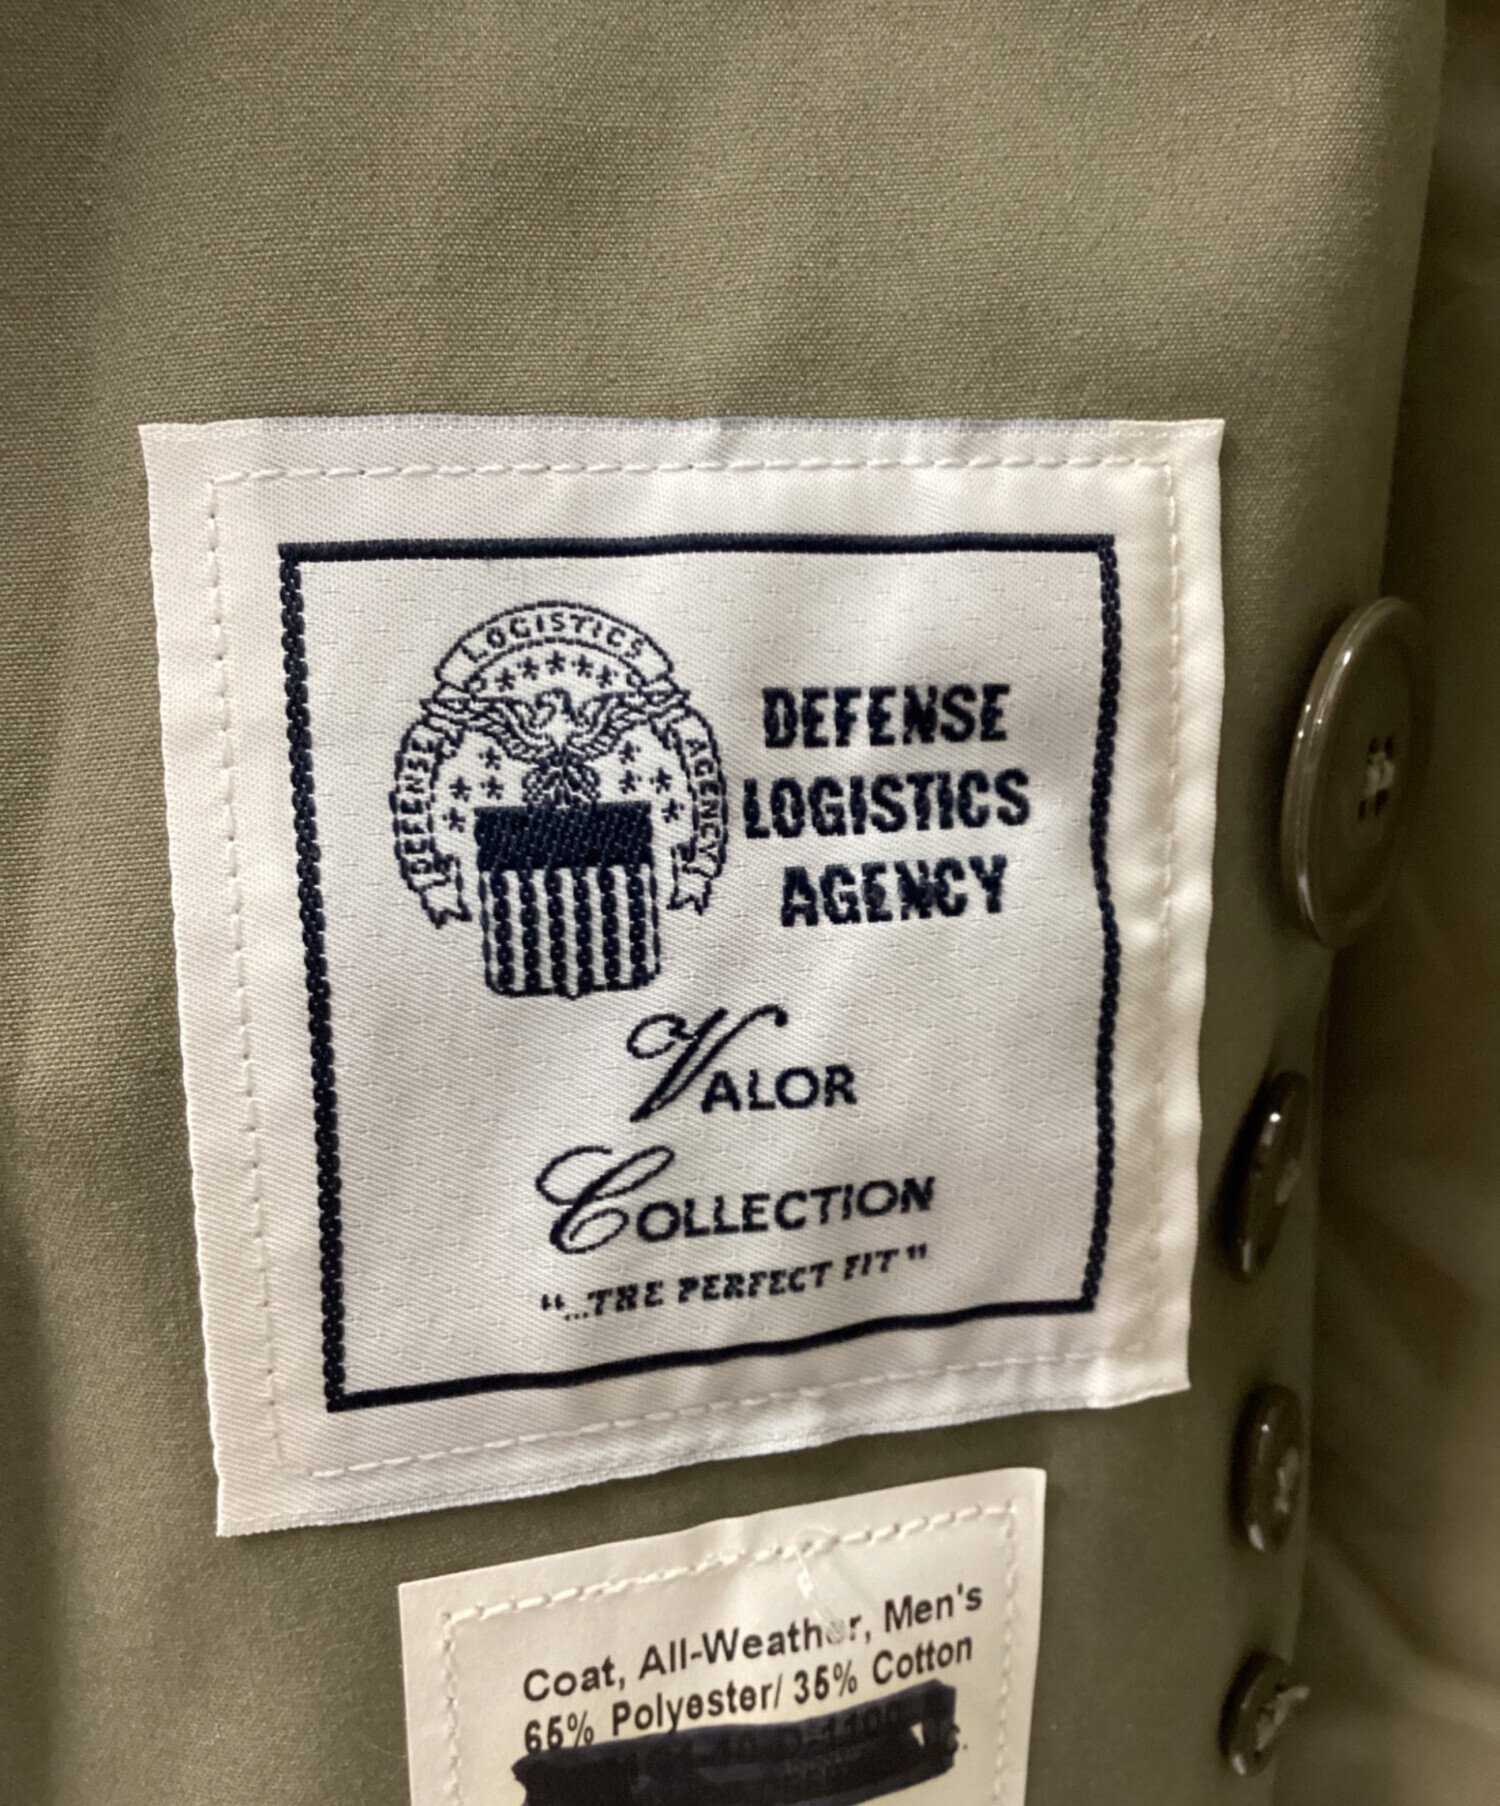 LOGISTICS
DEFENSE
AGENCY
DEFENSE
LOGISTICS
AGENCY
VALOR
COLLECTION
"...THE PERFECT FIT"
Coat, All-Weather, Men's
65% Polyester/ 35% Cotton